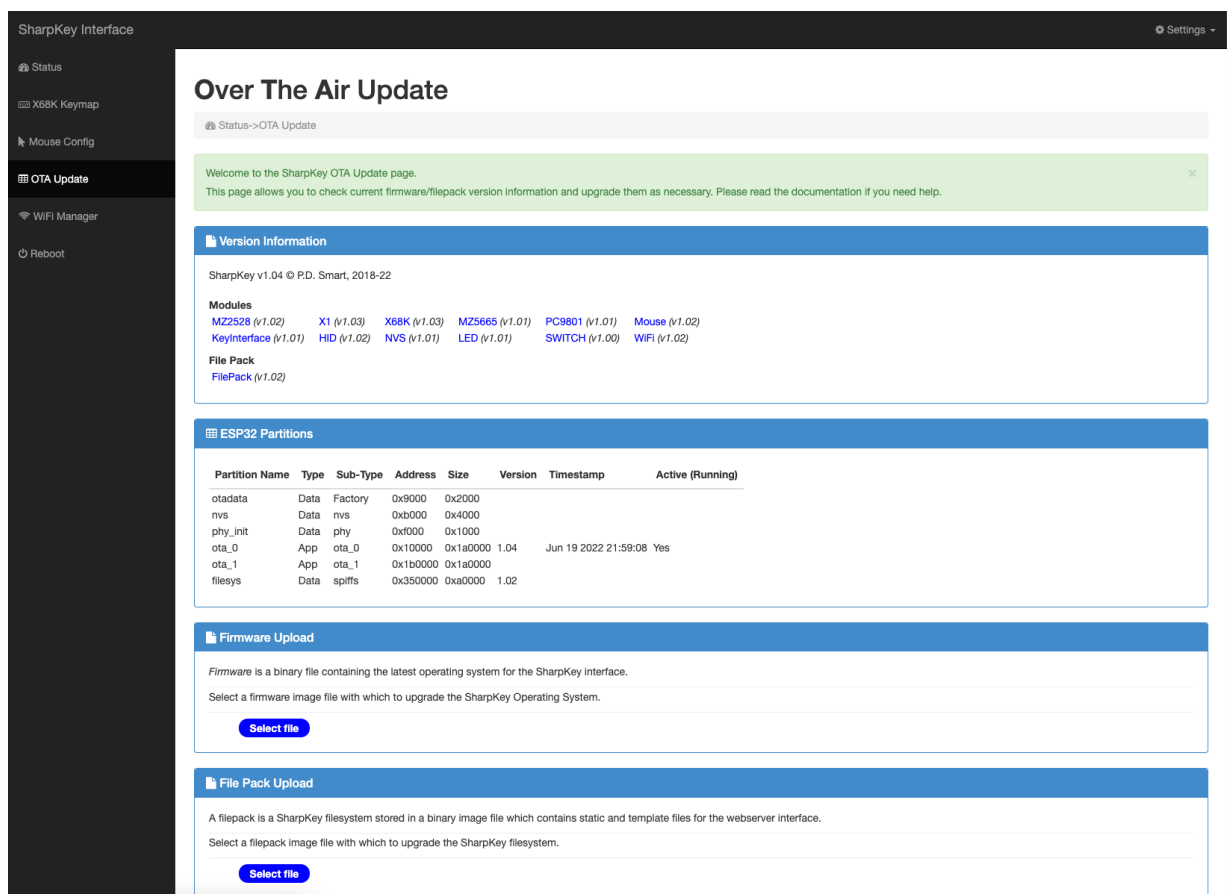 SharpKey Interface
Settings
Status
X68K Keymap
Mouse Config
OTA Update
WiFi Manager
Reboot
Over The Air Update
Status->OTA Update
Welcome to the SharpKey OTA Update page.
×
This page allows you to check current firmware/filepack version information and upgrade them as necessary. Please read the documentation if you need help.
Version Information
SharpKey v1.04 © P.D. Smart, 2018-22
Modules
MZ2528 (v1.02) X1 (v1.03) X68K (v1.03) MZ5665 (v1.01) PC9801 (v1.01) Mouse (v1.02)
KeyInterface (v1.01) HID (v1.02) NVS (v1.01) LED (v1.01) SWITCH (v1.00) WiFi (v1.02)
File Pack
FilePack (v1.02)
ESP32 Partitions
Partition Name Type Sub-Type Address Size Version Timestamp Active (Running)
otadata Data Factory 0x9000 0x2000
nvs Data nvs 0xb000 0x4000
phy_init Data phy 0xf000 0x1000
ota_0 App ota_0 0x10000 0x1a0000 1.04 Jun 19 2022 21:59:08 Yes
ota_1 App ota_1 0x1b0000 0x1a0000
filesys Data spiffs 0x350000 0xa0000 1.02
Firmware Upload
Firmware is a binary file containing the latest operating system for the SharpKey interface.
Select a firmware image file with which to upgrade the SharpKey Operating System.
Select file
File Pack Upload
A filepack is a SharpKey filesystem stored in a binary image file which contains static and template files for the webserver interface.
Select a filepack image file with which to upgrade the SharpKey filesystem.
Select file